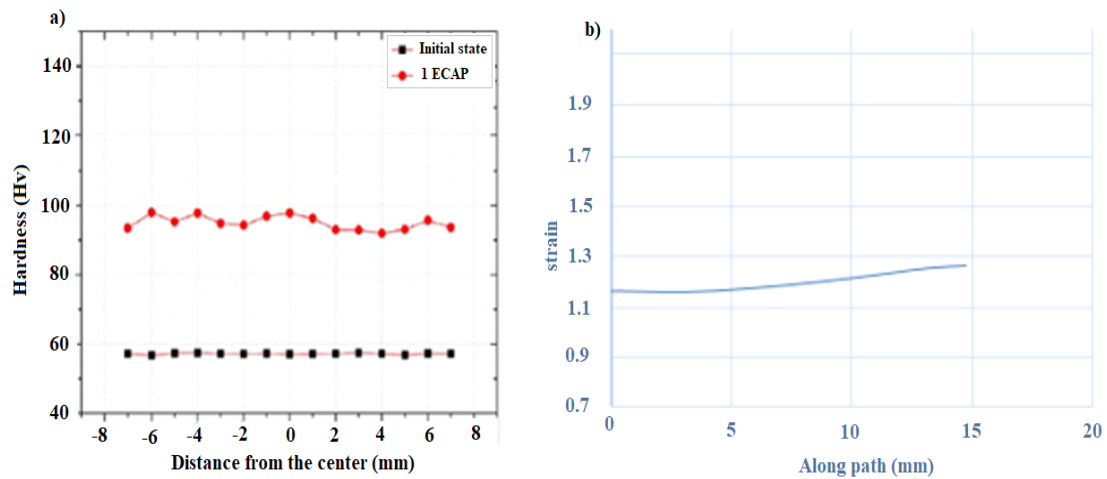 a)
Initial state
1 ECAP
140
120
100
80
60
40
Hardness (Hv)
-8 -6 -4 -2 0 2 4 6 8
Distance from the center (mm)
b)
1.9
1.7
1.5
1.3
1.1
0.9
0.7
strain
0 5 10 15 20
Along path (mm)